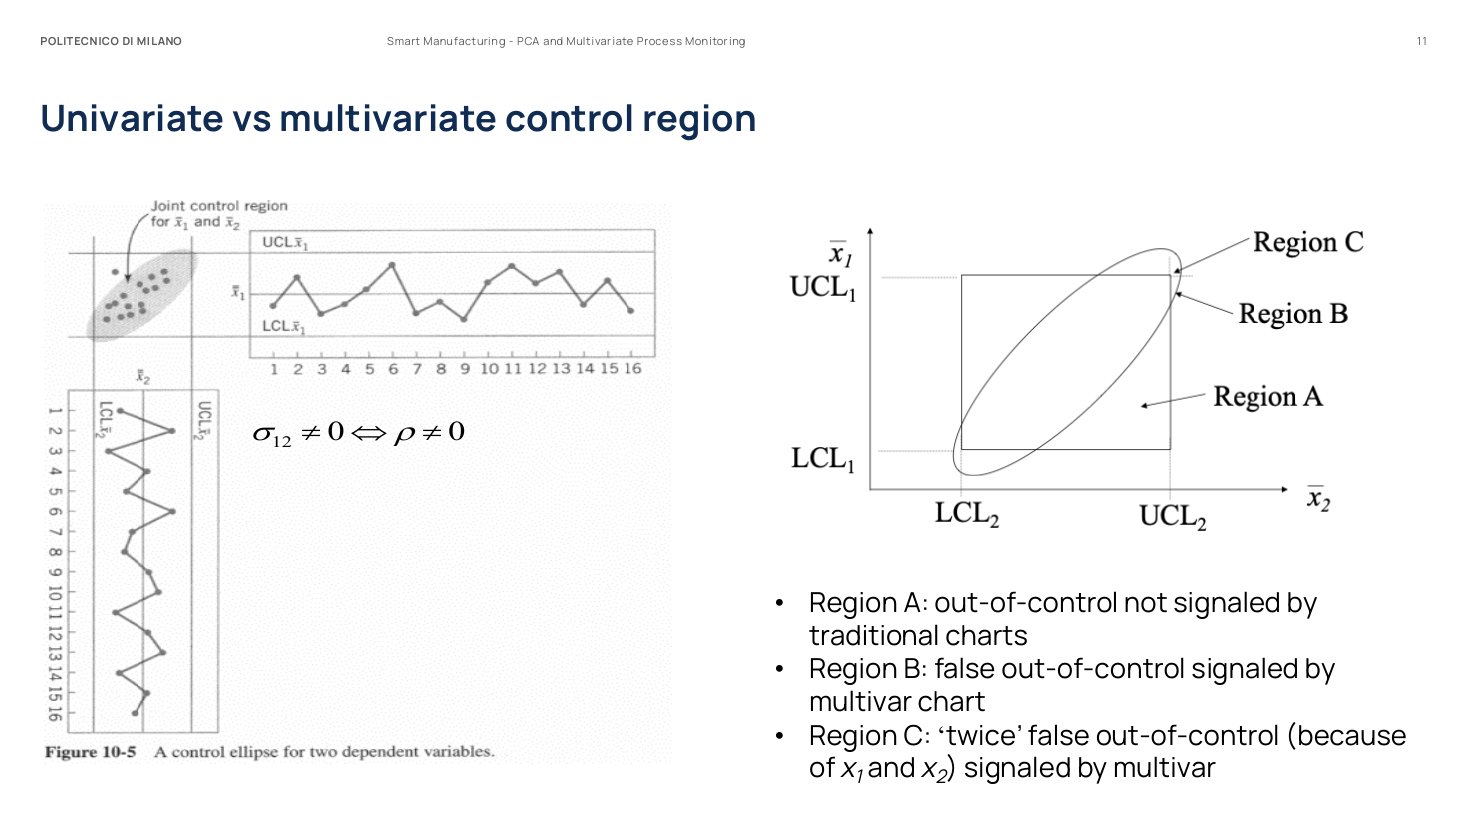 POLITECNICO DI MILANO
Smart Manufacturing - PCA and Multivariate Process Monitoring
11
Univariate vs multivariate control region
Joint control region
for x̄₁ and x̄₂
UCLx̄₁
x̿₁
LCLx̄₁
1 2 3 4 5 6 7 8 9 10 11 12 13 14 15 16
x̿₂
LCLx̄₂
UCLx̄₂
1 2 3 4 5 6 7 8 9 10 11 12 13 14 15 16
σ₁₂ ≠ 0 ⇔ ρ ≠ 0
Figure 10-5 A control ellipse for two dependent variables.
x̄₁
UCL₁
LCL₁
LCL₂
UCL₂
x̄₂
Region C
Region B
Region A
• Region A: out-of-control not signaled by
traditional charts
• Region B: false out-of-control signaled by
multivar chart
• Region C: ‘twice’ false out-of-control (because
of x₁ and x₂) signaled by multivar